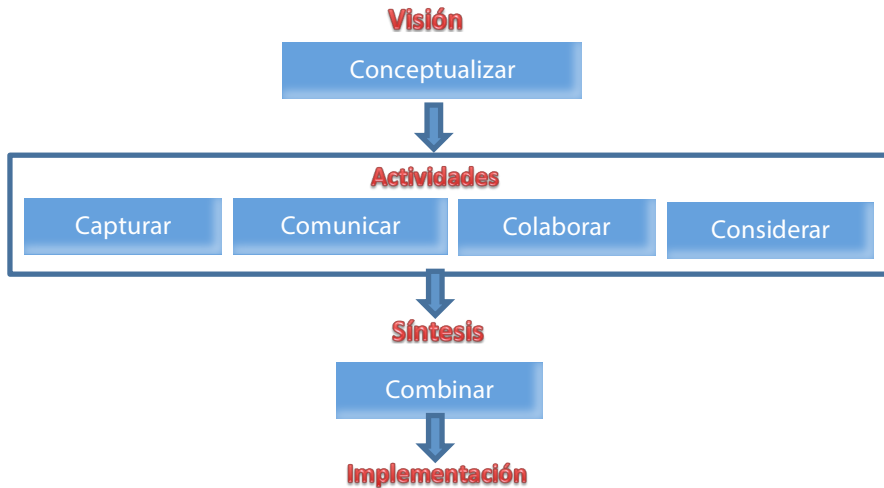 Visión
Conceptualizar
Actividades
Capturar
Comunicar
Colaborar
Considerar
Síntesis
Combinar
Implementación